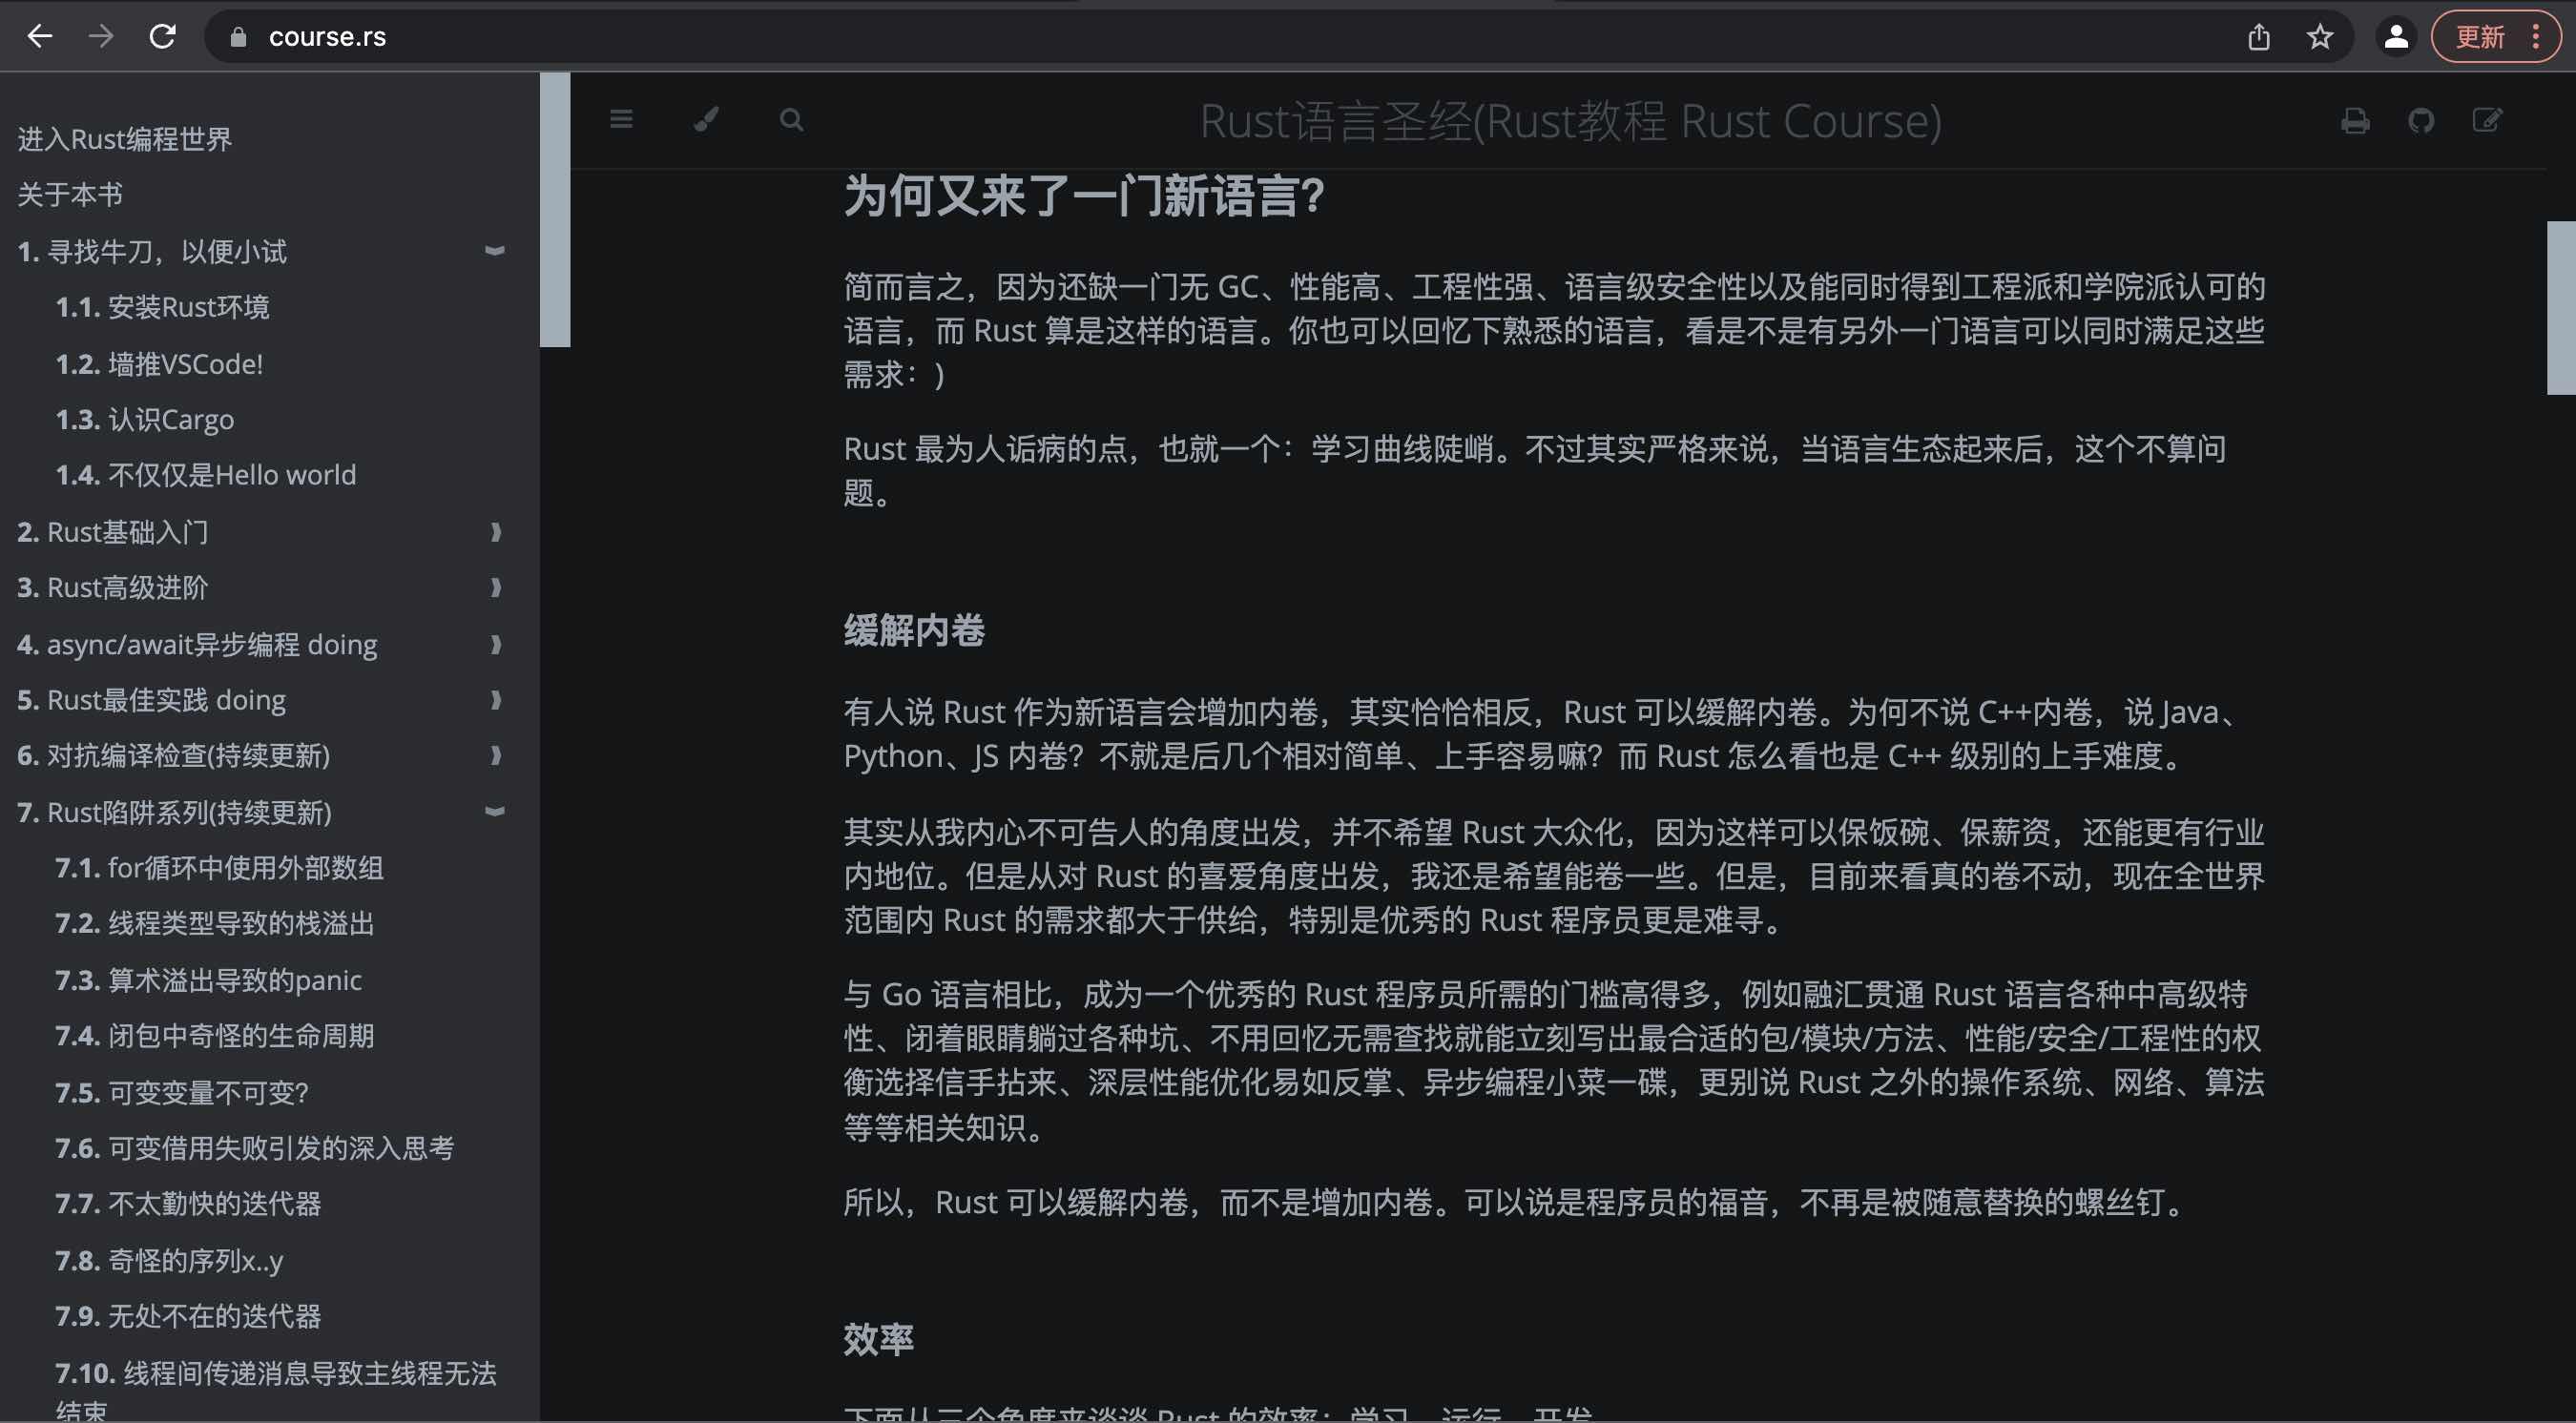 course.rs
更新
进入Rust编程世界
关于本书
1. 寻找牛刀，以便小试
1.1. 安装Rust环境
1.2. 墙推VSCode!
1.3. 认识Cargo
1.4. 不仅仅是Hello world
2. Rust基础入门
3. Rust高级进阶
4. async/await异步编程 doing
5. Rust最佳实践 doing
6. 对抗编译检查(持续更新)
7. Rust陷阱系列(持续更新)
7.1. for循环中使用外部数组
7.2. 线程类型导致的栈溢出
7.3. 算术溢出导致的panic
7.4. 闭包中奇怪的生命周期
7.5. 可变变量不可变？
7.6. 可变借用失败引发的深入思考
7.7. 不太勤快的迭代器
7.8. 奇怪的序列x..y
7.9. 无处不在的迭代器
7.10. 线程间传递消息导致主线程无法
结束
Rust语言圣经(Rust教程 Rust Course)
为何又来了一门新语言？
简而言之，因为还缺一门无 GC、性能高、工程性强、语言级安全性以及能同时得到工程派和学院派认可的
语言，而 Rust 算是这样的语言。你也可以回忆下熟悉的语言，看是不是有另外一门语言可以同时满足这些
需求：)
Rust 最为人诟病的点，也就一个：学习曲线陡峭。不过其实严格来说，当语言生态起来后，这个不算问
题。
缓解内卷
有人说 Rust 作为新语言会增加内卷，其实恰恰相反，Rust 可以缓解内卷。为何不说 C++内卷，说 Java、
Python、JS 内卷？不就是后几个相对简单、上手容易嘛？而 Rust 怎么看也是 C++ 级别的上手难度。
其实从我内心不可告人的角度出发，并不希望 Rust 大众化，因为这样可以保饭碗、保薪资，还能更有行业
内地位。但是从对 Rust 的喜爱角度出发，我还是希望能卷一些。但是，目前来看真的卷不动，现在全世界
范围内 Rust 的需求都大于供给，特别是优秀的 Rust 程序员更是难寻。
与 Go 语言相比，成为一个优秀的 Rust 程序员所需的门槛高得多，例如融汇贯通 Rust 语言各种中高级特
性、闭着眼睛躺过各种坑、不用回忆无需查找就能立刻写出最合适的包/模块/方法、性能/安全/工程性的权
衡选择信手拈来、深层性能优化易如反掌、异步编程小菜一碟，更别说 Rust 之外的操作系统、网络、算法
等等相关知识。
所以，Rust 可以缓解内卷，而不是增加内卷。可以说是程序员的福音，不再是被随意替换的螺丝钉。
效率
下面从三个角度来谈谈 Rust 的效率：学习、运行、开发